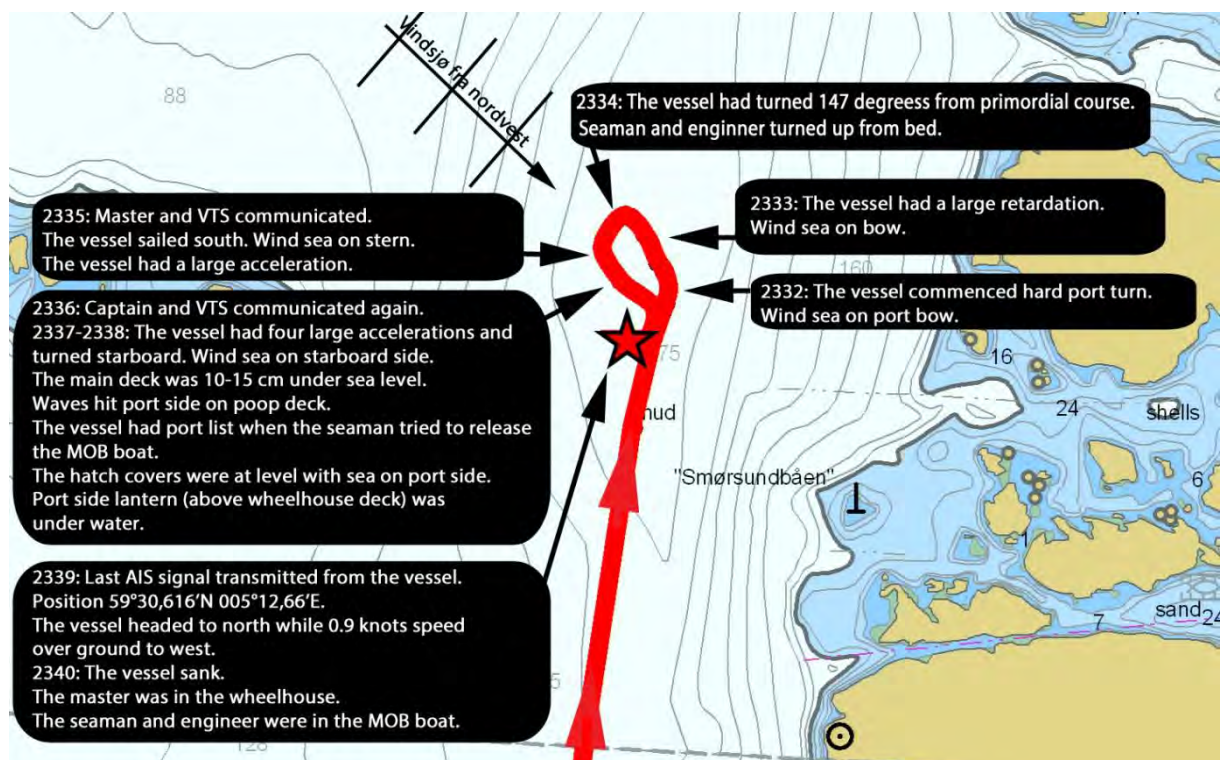 88
Vindsjø fra nordvest
2334: The vessel had turned 147 degreess from primordial course.
Seaman and enginner turned up from bed.
2335: Master and VTS communicated.
The vessel sailed south. Wind sea on stern.
The vessel had a large acceleration.
2333: The vessel had a large retardation.
Wind sea on bow.
160
2332: The vessel commenced hard port turn.
Wind sea on port bow.
2336: Captain and VTS communicated again.
2337-2338: The vessel had four large accelerations and
turned starboard. Wind sea on starboard side.
The main deck was 10-15 cm under sea level.
Waves hit port side on poop deck.
The vessel had port list when the seaman tried to release
the MOB boat.
The hatch covers were at level with sea on port side.
Port side lantern (above wheelhouse deck) was
under water.
75
16
24
shells
mud
"Smørsundbåen"
6
1
2339: Last AIS signal transmitted from the vessel.
Position 59°30,616’N 005°12,66’E.
The vessel headed to north while 0.9 knots speed
over ground to west.
2340: The vessel sank.
The master was in the wheelhouse.
The seaman and engineer were in the MOB boat.
sand
24
7
5
128